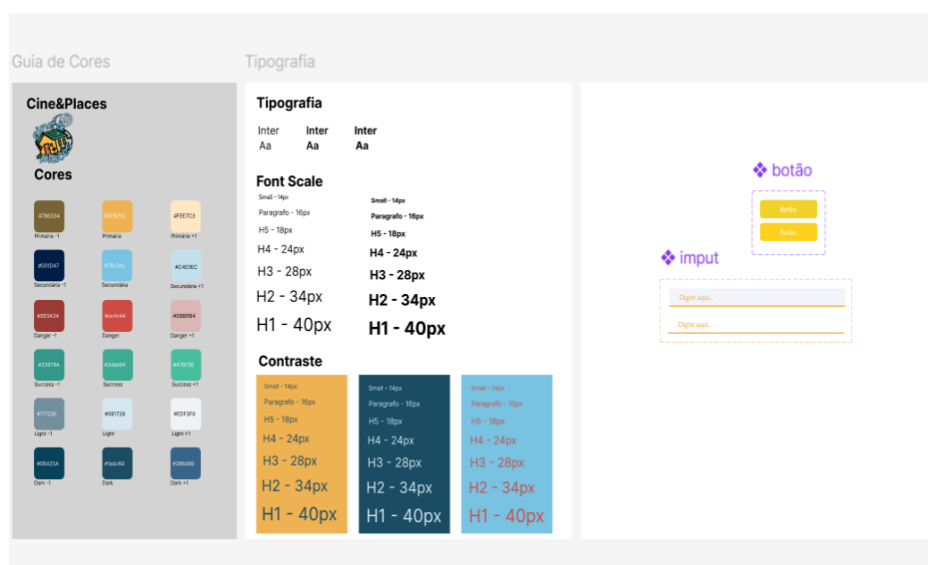 Guia de Cores
Cine&Places
Cores
Primária -1
Primária
#FEE7C3
Primária +1
#001D47
Secundária -1
Secundária
#C4E0EC
Secundária +1
Danger -1
Danger
Danger +1
Success -1
Success
Success +1
Light -1
Light
#EDF3F6
Light +1
#06425A
Dark -1
Dark
Dark +1
Tipografia
Tipografia
Inter Inter Inter
Aa Aa Aa
Font Scale
Small - 14px
Paragrafo - 16px
H5 - 18px
H4 - 24px
H3 - 28px
H2 - 34px
H1 - 40px
Small - 14px
Paragrafo - 16px
H5 - 18px
H4 - 24px
H3 - 28px
H2 - 34px
H1 - 40px
Contraste
Small - 14px
Paragrafo - 16px
H5 - 18px
H4 - 24px
H3 - 28px
H2 - 34px
H1 - 40px
Small - 14px
Paragrafo - 16px
H5 - 18px
H4 - 24px
H3 - 28px
H2 - 34px
H1 - 40px
Small - 14px
Paragrafo - 16px
H5 - 18px
H4 - 24px
H3 - 28px
H2 - 34px
H1 - 40px
botão
Botão
Botão
imput
Digite aqui...
Digite aqui...